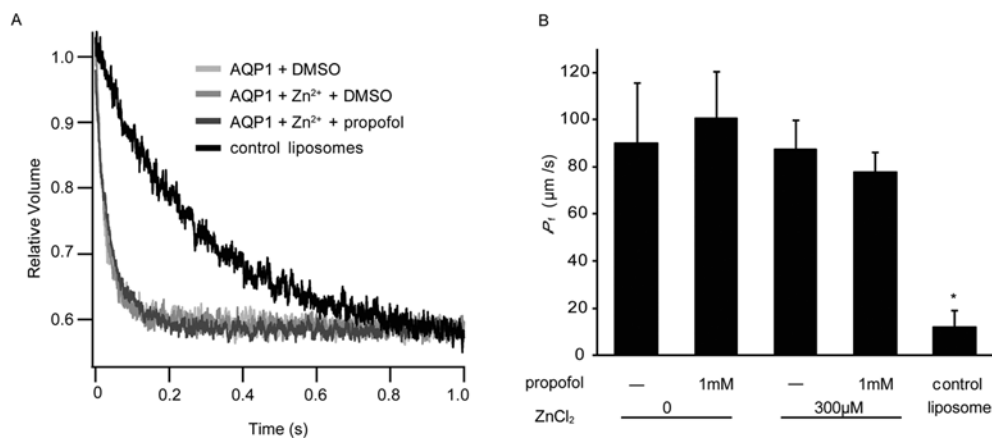 A
Relative Volume
1.0
0.9
0.8
0.7
0.6
AQP1 + DMSO
AQP1 + Zn²⁺ + DMSO
AQP1 + Zn²⁺ + propofol
control liposomes
0 0.2 0.4 0.6 0.8 1.0
Time (s)
B
P_f (μm /s)
120
100
80
60
40
20
0
*
propofol — 1mM — 1mM control
liposome
ZnCl₂ 0 300μM